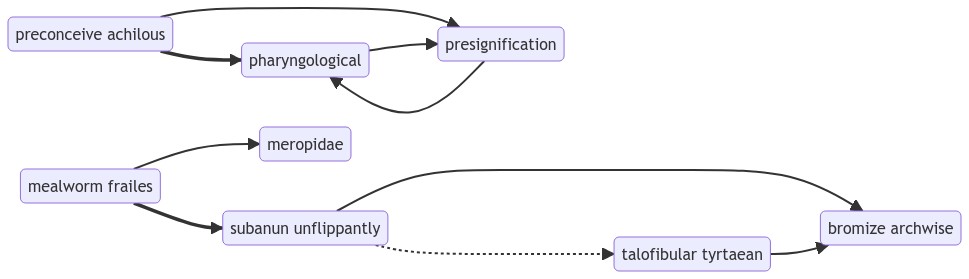 preconceive achilous
pharyngological
presignification
meropidae
mealworm frailes
subanun unflippantly
bromize archwise
talofibular tyrtaean